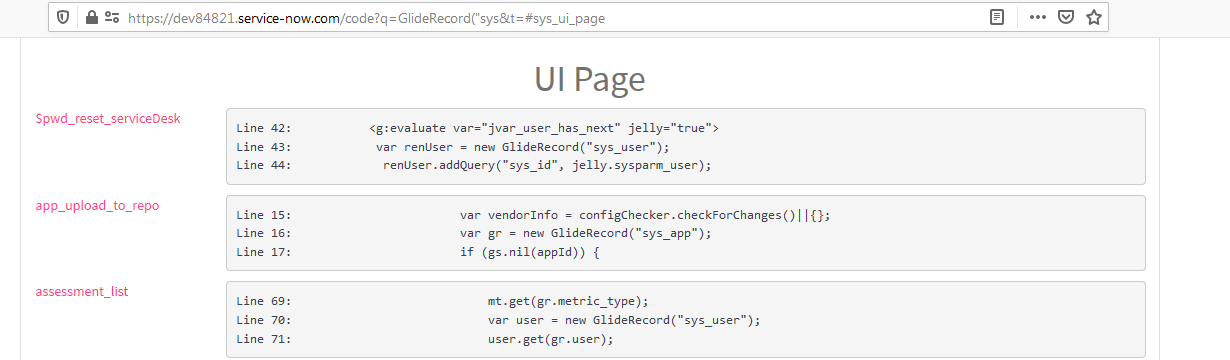 https://dev84821.service-now.com/code?q=GlideRecord("sys&t=#sys_ui_page
UI Page
$pwd_reset_serviceDesk
Line 42: <g:evaluate var="jvar_user_has_next" jelly="true">
Line 43: var renUser = new GlideRecord("sys_user");
Line 44: renUser.addQuery("sys_id", jelly.sysparm_user);
app_upload_to_repo
Line 15: var vendorInfo = configChecker.checkForChanges()||{};
Line 16: var gr = new GlideRecord("sys_app");
Line 17: if (gs.nil(appId)) {
assessment_list
Line 69: mt.get(gr.metric_type);
Line 70: var user = new GlideRecord("sys_user");
Line 71: user.get(gr.user);